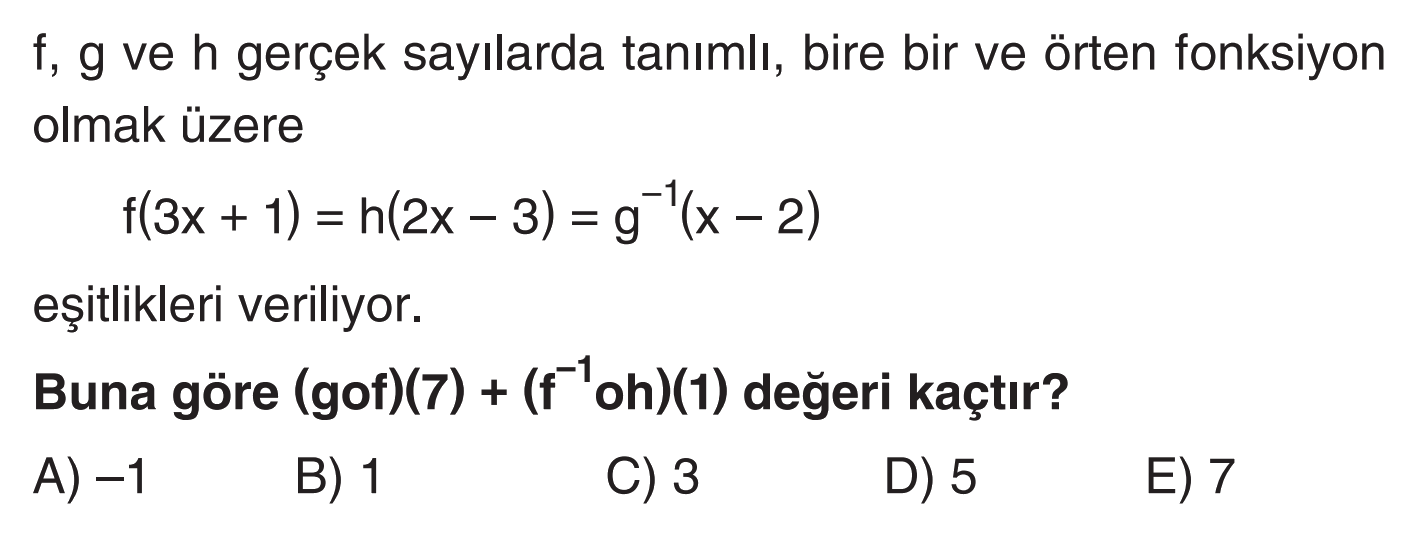 f, g ve h gerçek sayılarda tanımlı, bire bir ve örten fonksiyon
olmak üzere
f(3x + 1) = h(2x – 3) = g⁻¹(x – 2)
eşitlikleri veriliyor.
Buna göre (gof)(7) + (f⁻¹oh)(1) değeri kaçtır?
A) –1 B) 1 C) 3 D) 5 E) 7